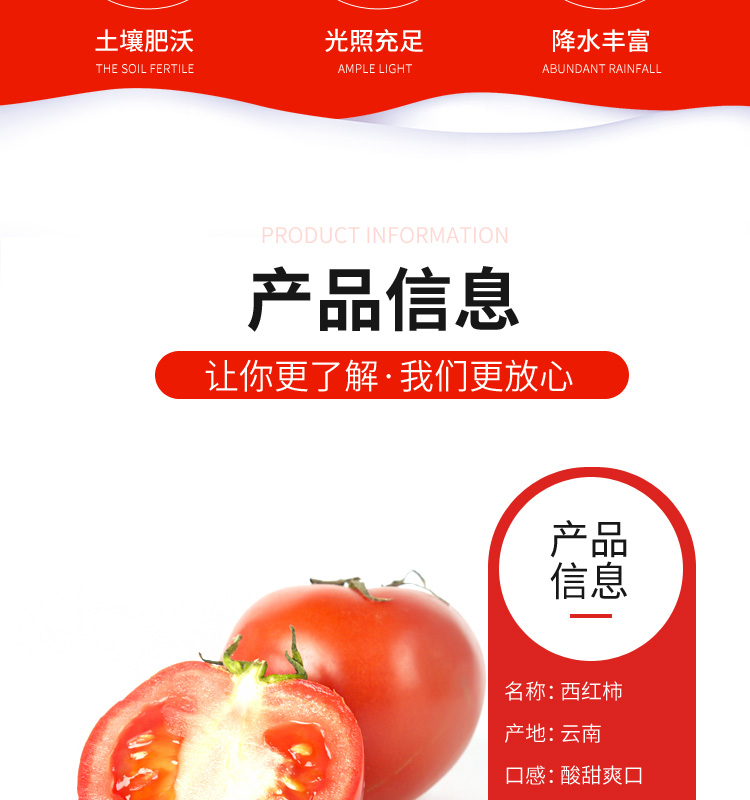 土壤肥沃
THE SOIL FERTILE
光照充足
AMPLE LIGHT
降水丰富
ABUNDANT RAINFALL
PRODUCT INFORMATION
产品信息
让你更了解·我们更放心
产品
信息
名称：西红柿
产地：云南
口感：酸甜爽口